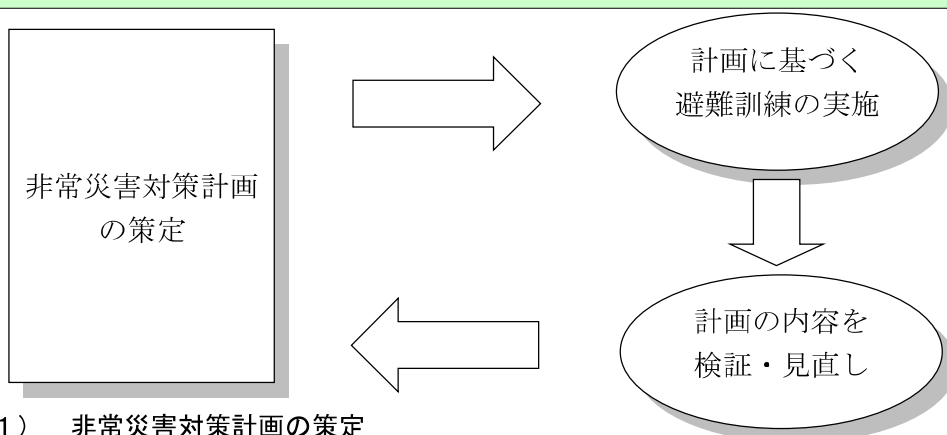 非常災害対策計画
の策定
計画に基づく
避難訓練の実施
計画の内容を
検証・見直し
１） 非常災害対策計画の策定